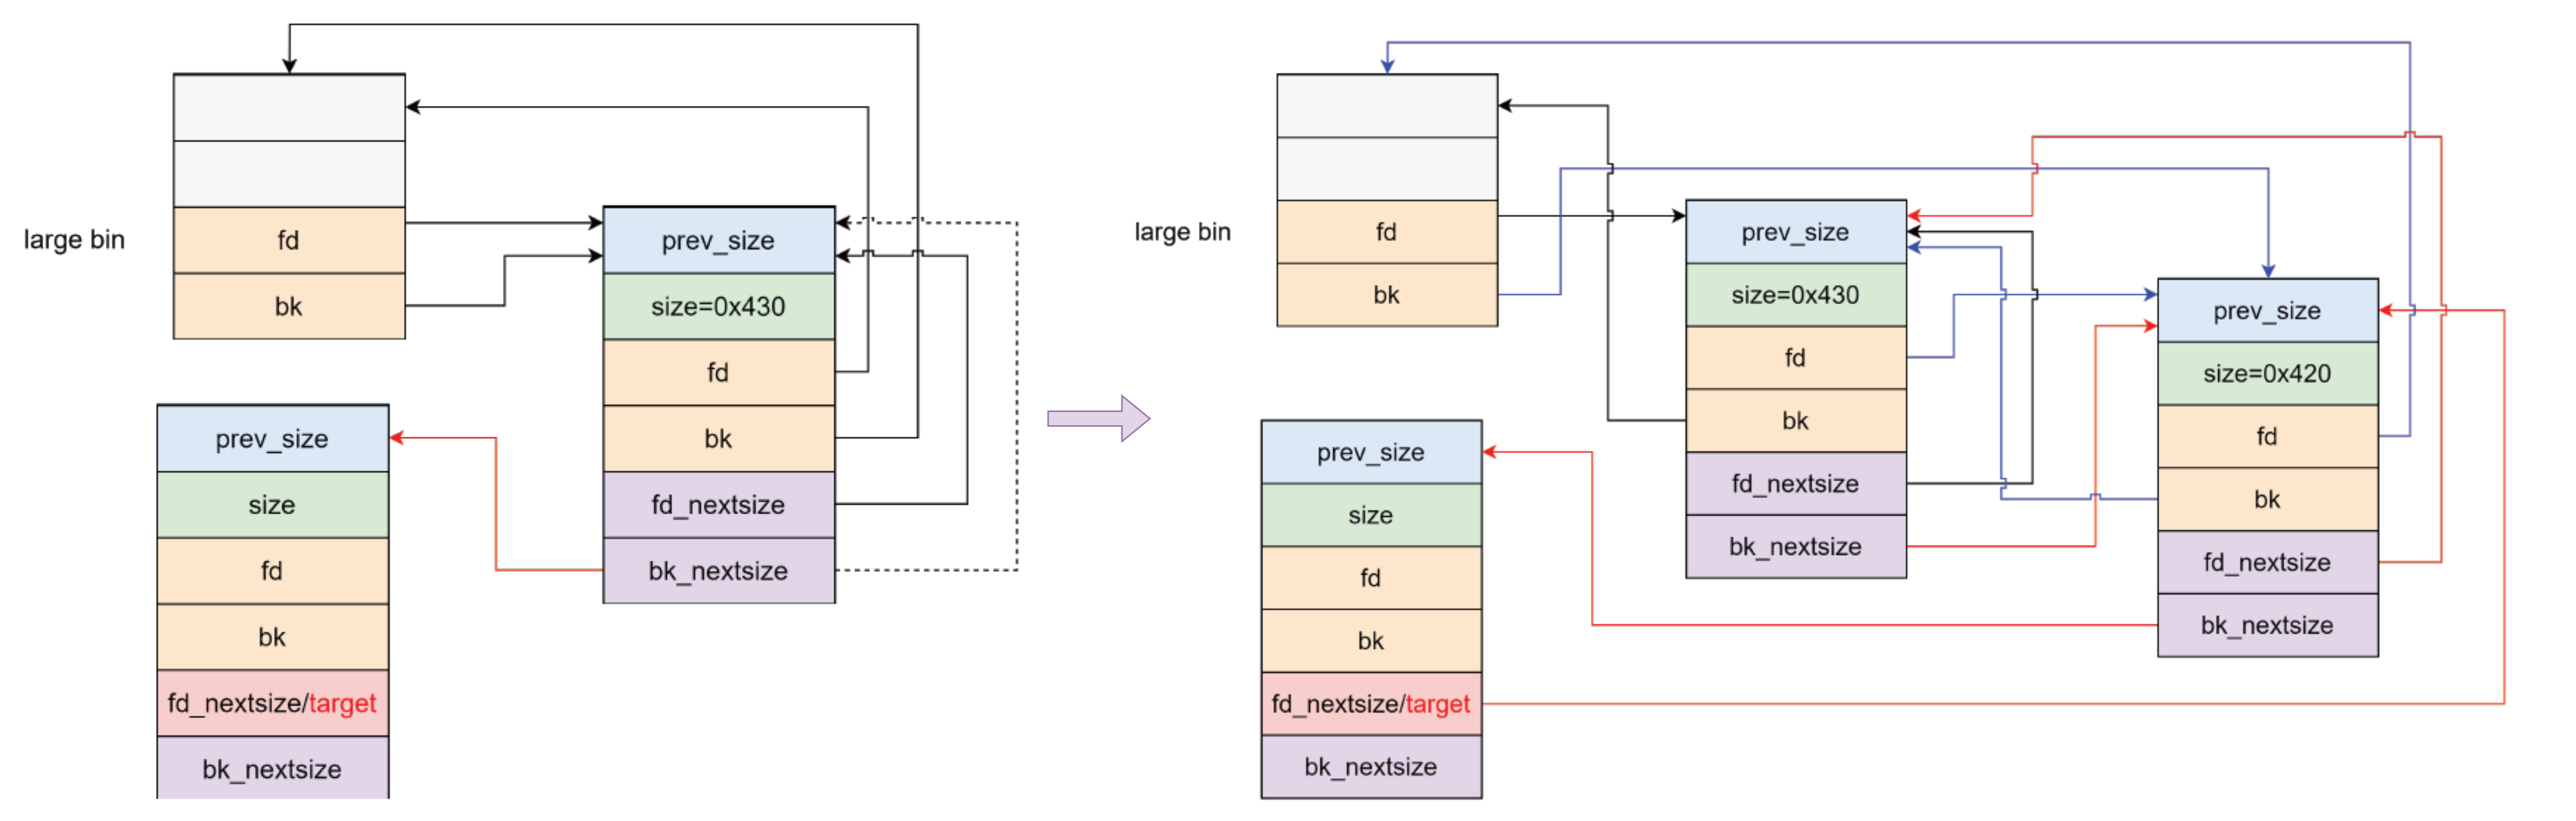 large bin
fd
bk
prev_size
size=0x430
fd
bk
fd_nextsize
bk_nextsize
prev_size
size
fd
bk
fd_nextsize/target
bk_nextsize
large bin
fd
bk
prev_size
size=0x430
fd
bk
fd_nextsize
bk_nextsize
prev_size
size=0x420
fd
bk
fd_nextsize
bk_nextsize
prev_size
size
fd
bk
fd_nextsize/target
bk_nextsize